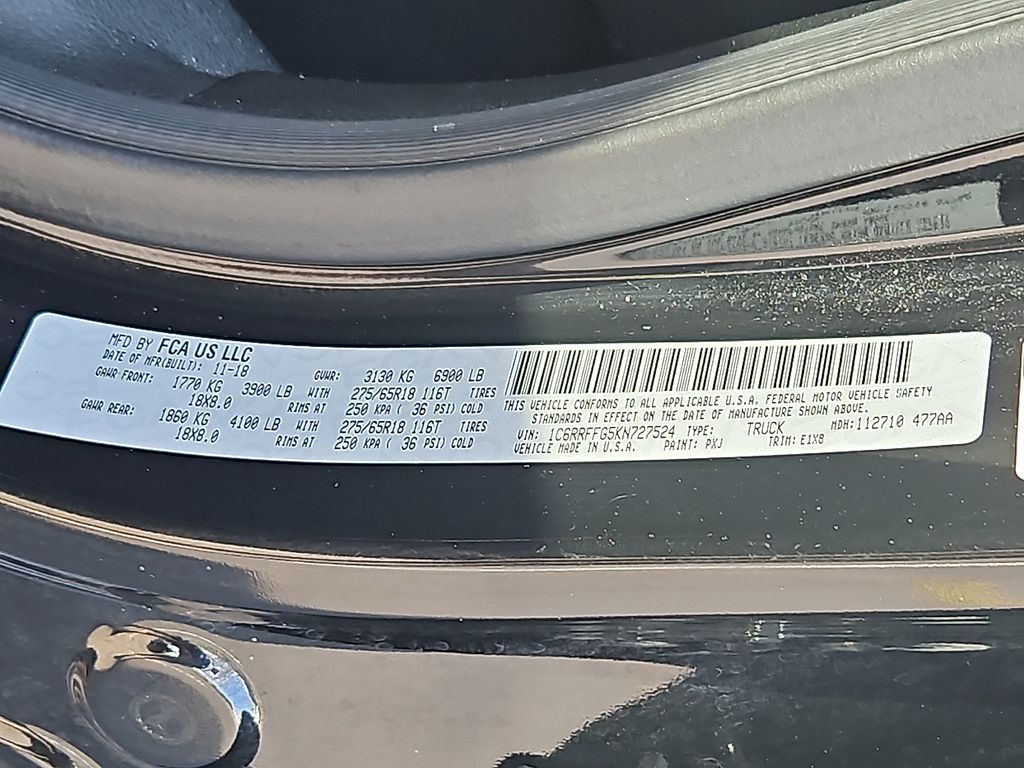 MFD BY FCA US LLC
DATE OF MFR(BUILT): 11-18 GVWR: 3130 KG 6900 LB
GAWR FRONT: 1770 KG 3900 LB WITH 275/65R18 116T TIRES
18X8.0 RIMS AT 250 KPA ( 36 PSI) COLD
GAWR REAR: 1860 KG 4100 LB WITH 275/65R18 116T TIRES
18X8.0 RIMS AT 250 KPA ( 36 PSI) COLD
THIS VEHICLE CONFORMS TO ALL APPLICABLE U.S.A. FEDERAL MOTOR VEHICLE SAFETY
STANDARDS IN EFFECT ON THE DATE OF MANUFACTURE SHOWN ABOVE.
VIN: 1C6RRFFG5KN727524 TYPE: TRUCK MDH: 112710 477AA
VEHICLE MADE IN U.S.A. PAINT: PXJ TRIM: E1X8